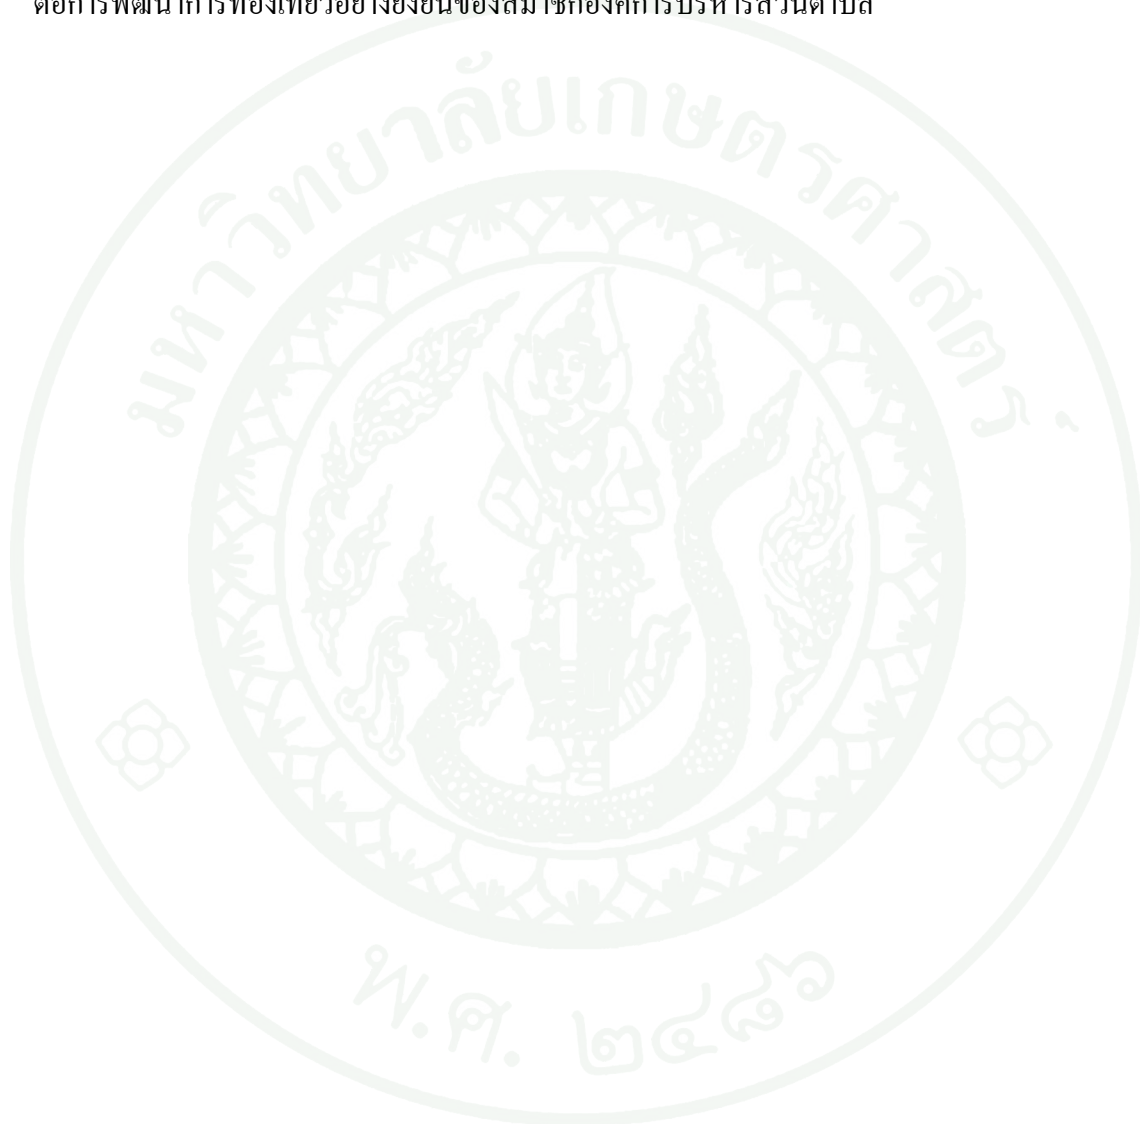 ต่อการพัฒนาการท่องเที่ยวอย่างยั่งยืนของสมาชิกองค์การบริหารส่วนตำบล
มหาวิทยาลัยเกษตรศาสตร์
พ.ศ. ๒๔๘๖